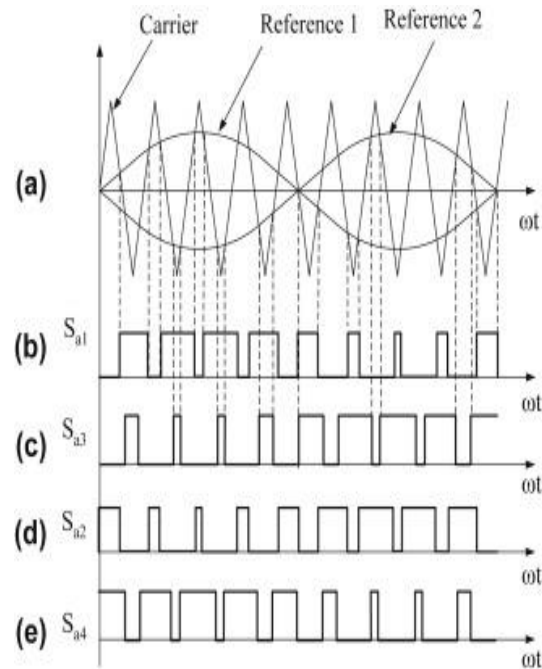 Carrier
Reference 1
Reference 2
(a)
ωt
(b) Sa1
ωt
(c) Sa3
ωt
(d) Sa2
ωt
(e) Sa4
ωt